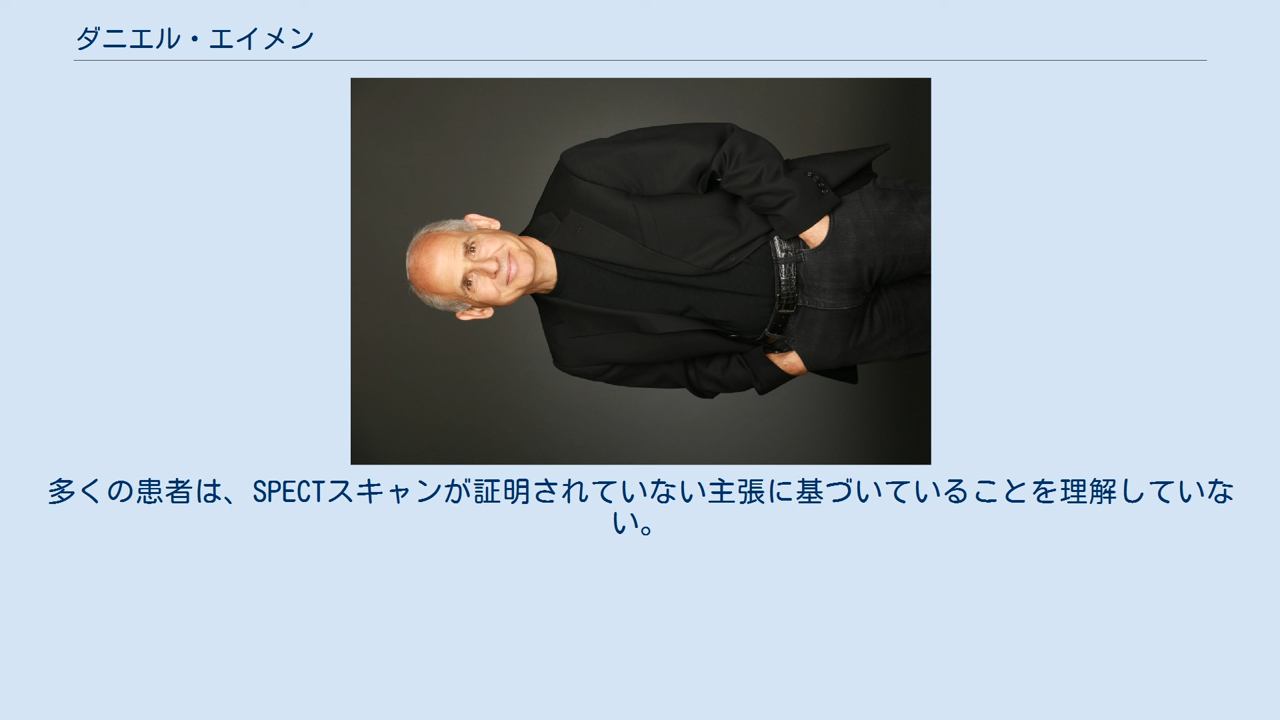 ダニエル・エイメン
多くの患者は、SPECTスキャンが証明されていない主張に基づいていることを理解していな
い。